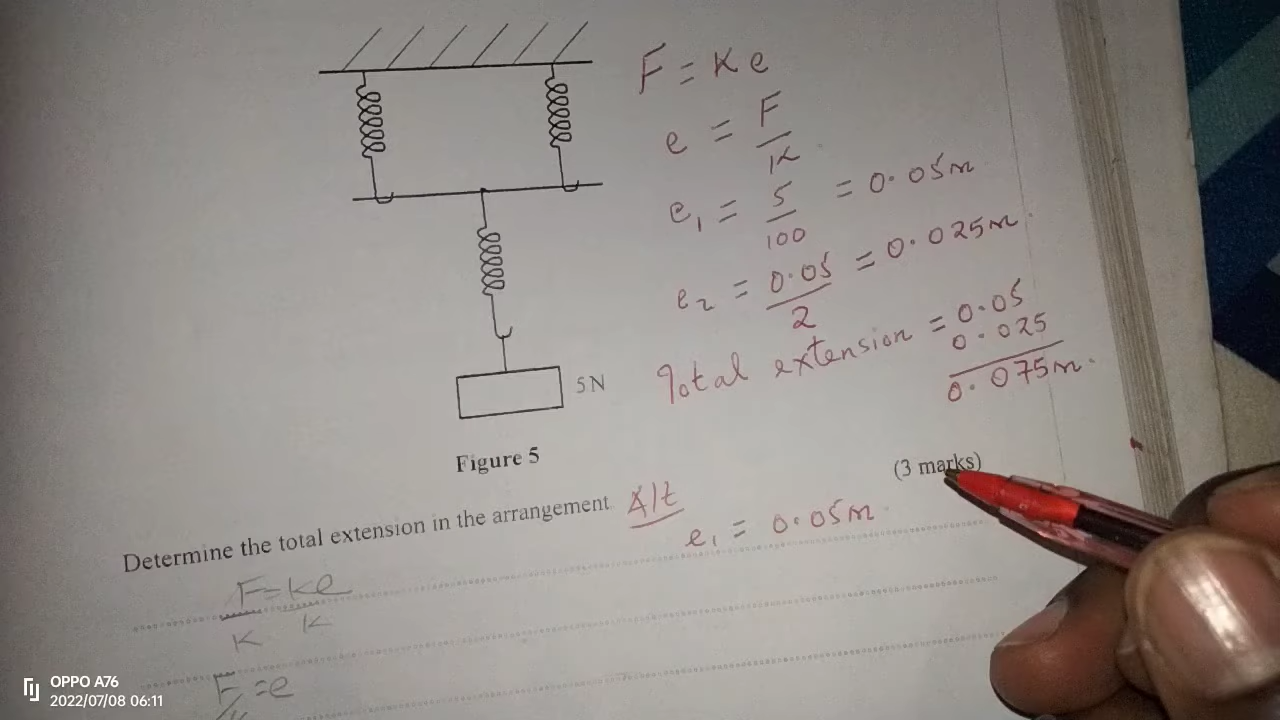 F = Ke
e = F/K
e₁ = 5/100 = 0.05m
e₂ = 0.05/2 = 0.025m.
Total extension = 0.05
0.025
0.075m.
5N
Figure 5
(3 marks)
Determine the total extension in the arrangement
Alt
e₁ = 0.05m
F=Ke
K K
F/K =e
OPPO A76
2022/07/08 06:11